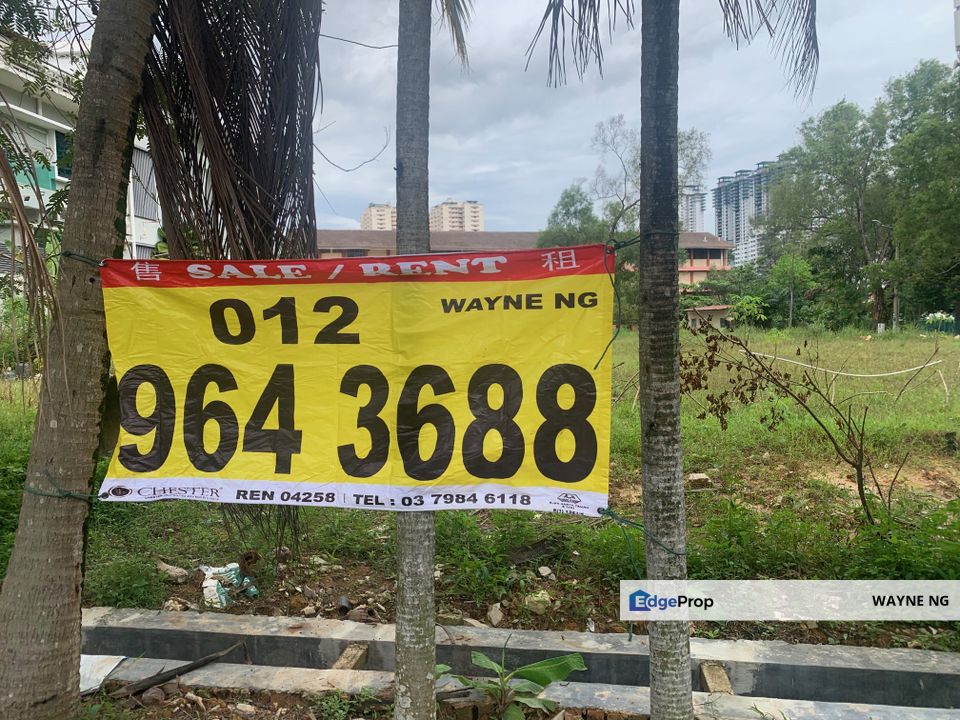 售 SALE / RENT 租
012 WAYNE NG
964 3688
CHESTER REN 04258 | TEL : 03 7984 6118
EdgeProp WAYNE NG